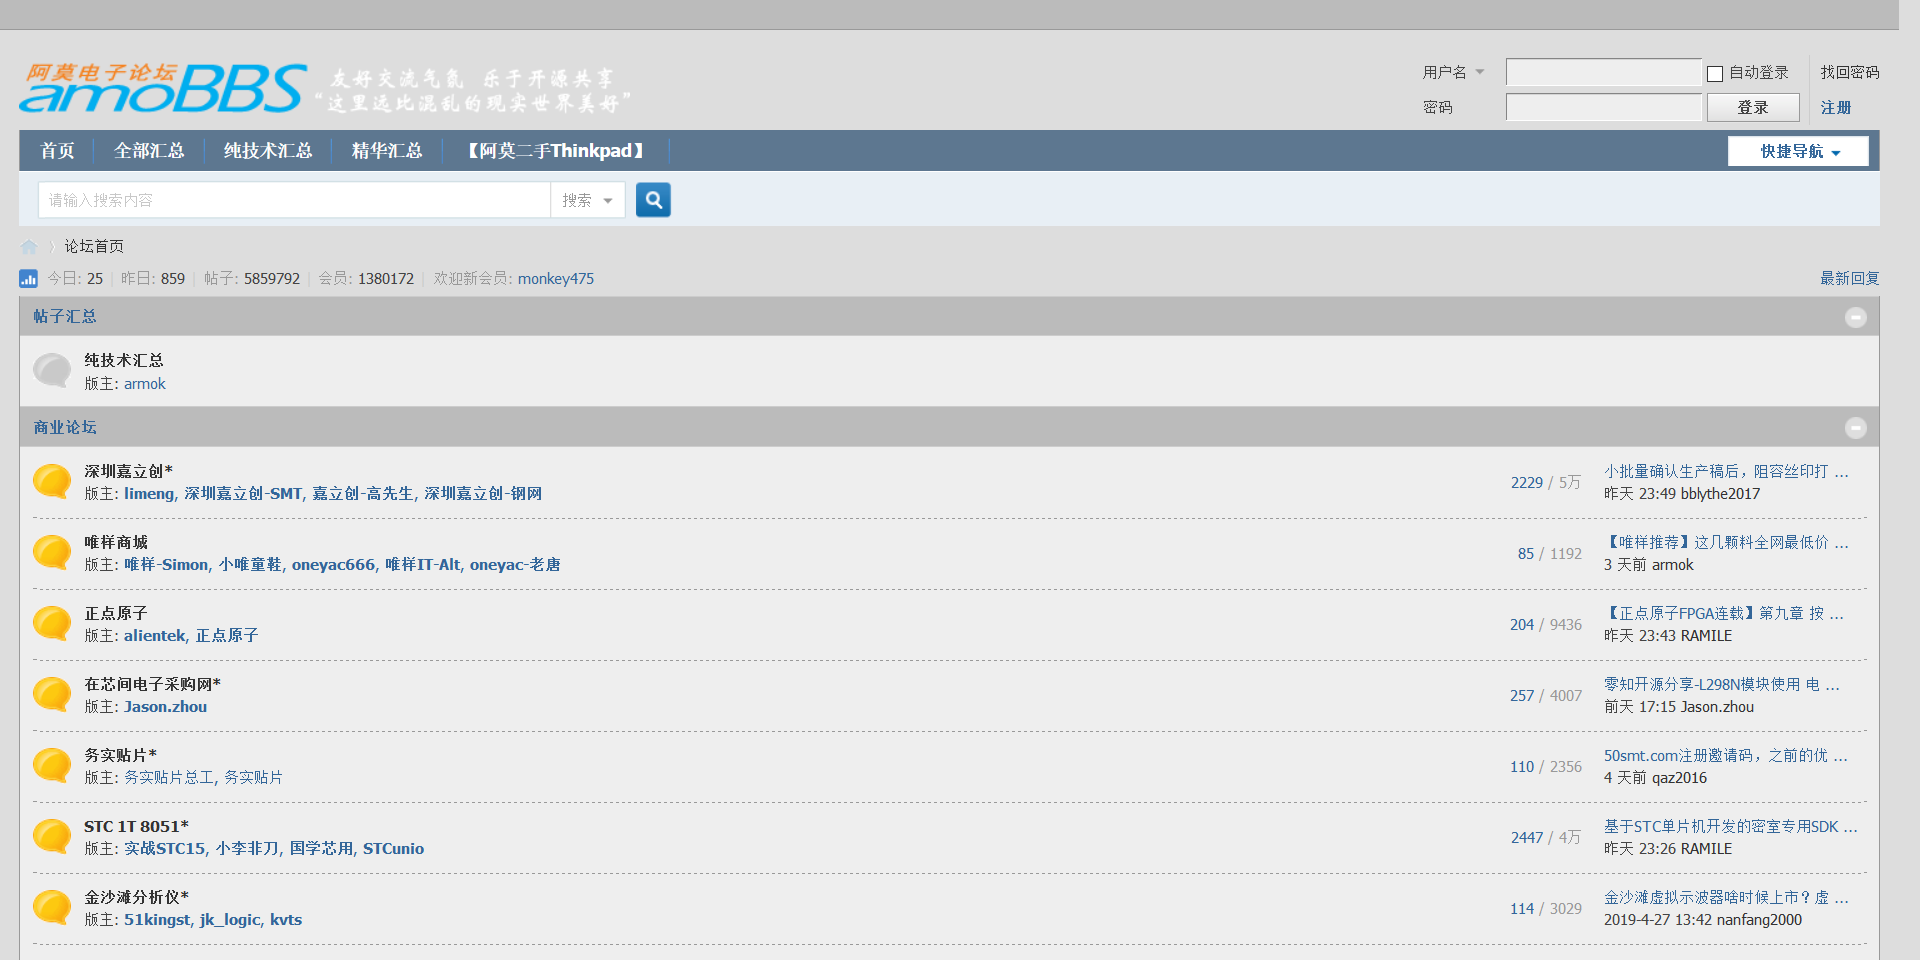 阿莫电子论坛
amoBBS
友好交流气氛 乐于开源共享
“这里远比混乱的现实世界美好”
用户名
自动登录
找回密码
密码
登录
注册
首页
全部汇总
纯技术汇总
精华汇总
【阿莫二手Thinkpad】
快捷导航
请输入搜索内容
搜索
论坛首页
今日: 25 | 昨日: 859 | 帖子: 5859792 | 会员: 1380172 | 欢迎新会员: monkey475
最新回复
帖子汇总
纯技术汇总
版主: armok
商业论坛
深圳嘉立创*
版主: limeng, 深圳嘉立创-SMT, 嘉立创-高先生, 深圳嘉立创-钢网
2229 / 5万
小批量确认生产稿后，阻容丝印打 ...
昨天 23:49 bblythe2017
唯样商城
版主: 唯样-Simon, 小唯童鞋, oneyac666, 唯样IT-Alt, oneyac-老唐
85 / 1192
【唯样推荐】这几颗料全网最低价 ...
3 天前 armok
正点原子
版主: alientek, 正点原子
204 / 9436
【正点原子FPGA连载】第九章 按 ...
昨天 23:43 RAMILE
在芯间电子采购网*
版主: Jason.zhou
257 / 4007
零知开源分享-L298N模块使用 电 ...
前天 17:15 Jason.zhou
务实贴片*
版主: 务实贴片总工, 务实贴片
110 / 2356
50smt.com注册邀请码，之前的优 ...
4 天前 qaz2016
STC 1T 8051*
版主: 实战STC15, 小李非刀, 国学芯用, STCunio
2447 / 4万
基于STC单片机开发的密室专用SDK ...
昨天 23:26 RAMILE
金沙滩分析仪*
版主: 51kingst, jk_logic, kvts
114 / 3029
金沙滩虚拟示波器啥时候上市？虚 ...
2019-4-27 13:42 nanfang2000